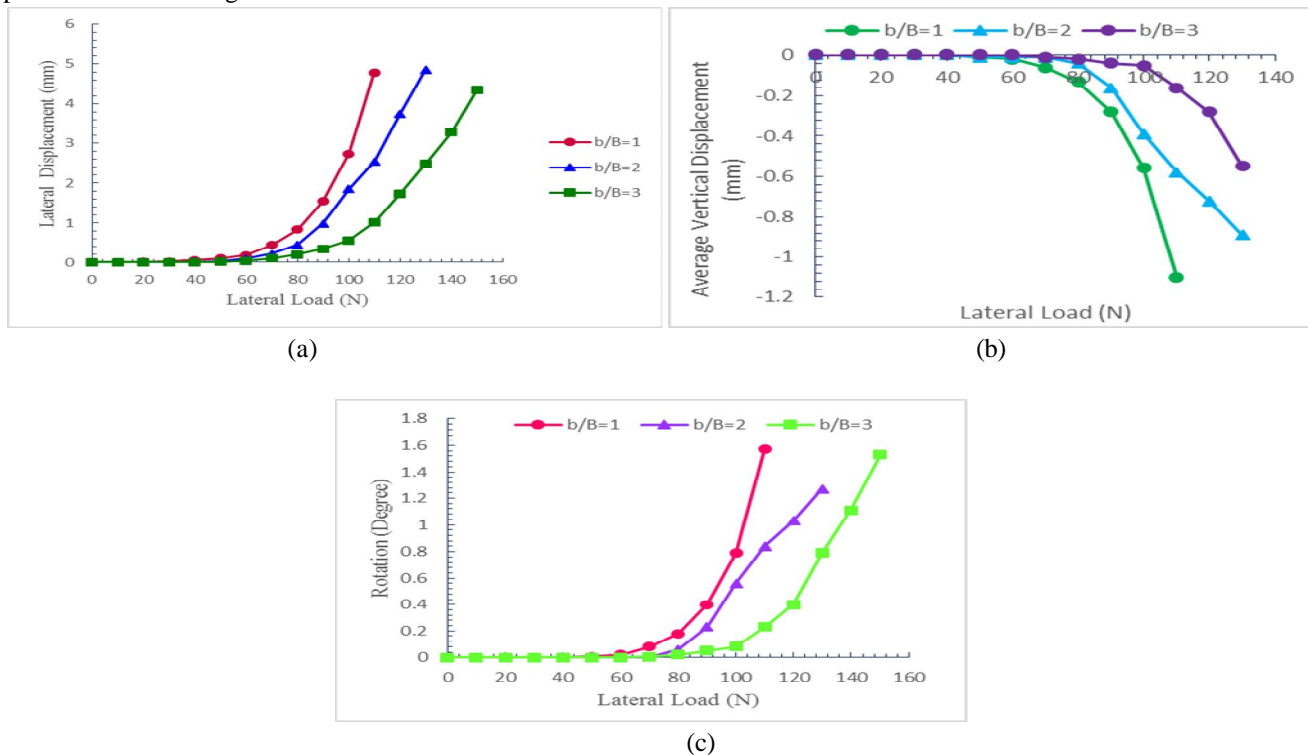 b/B=1 b/B=2 b/B=3
6
5
4
3
2
1
0
0 20 40 60 80 100 120 140 160
Lateral Displacement (mm)
Lateral Load (N)
b/B=1
b/B=2
b/B=3
0
-0.2
-0.4
-0.6
-0.8
-1
-1.2
0 20 40 60 80 100 120 140
Average Vertical Displacement
(mm)
Lateral Load (N)
(a)
(b)
1.8
1.6
1.4
1.2
1
0.8
0.6
0.4
0.2
0
b/B=1 b/B=2 b/B=3
Rotation (Degree)
0 20 40 60 80 100 120 140 160
Lateral Load (N)
(c)